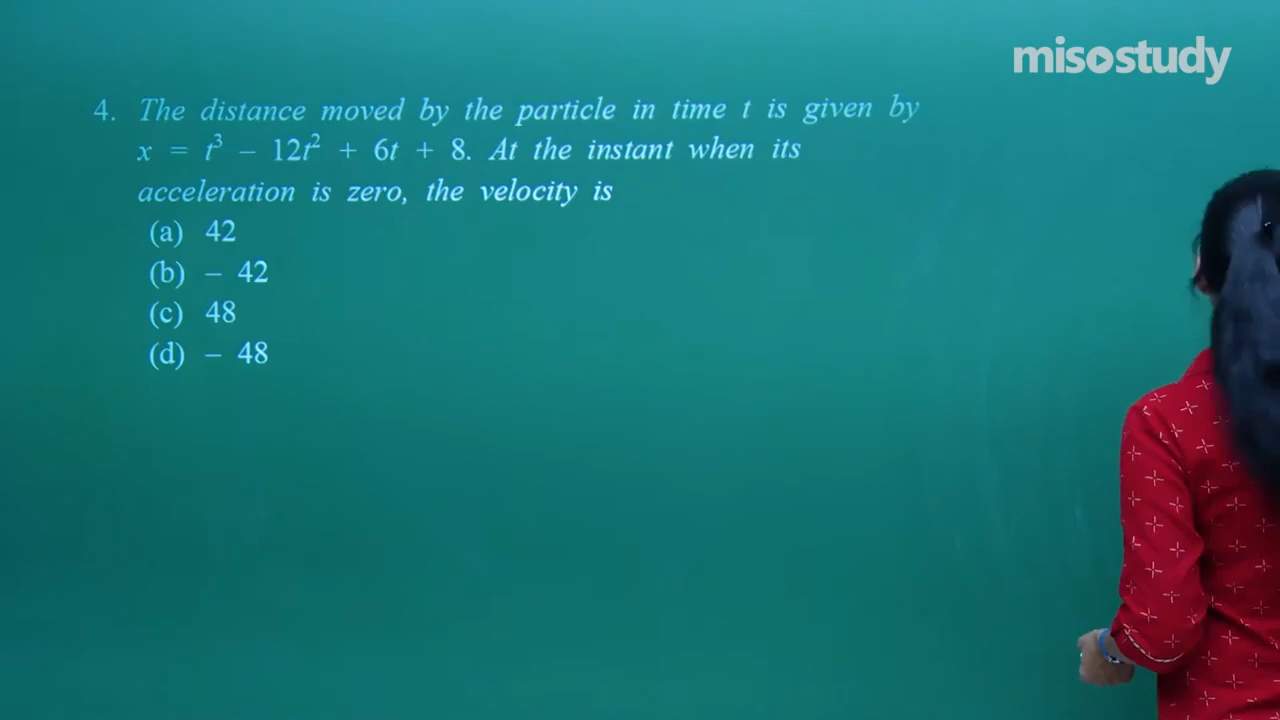 misostudy
4. The distance moved by the particle in time t is given by
x = t³ – 12t² + 6t + 8. At the instant when its
acceleration is zero, the velocity is
(a) 42
(b) – 42
(c) 48
(d) – 48